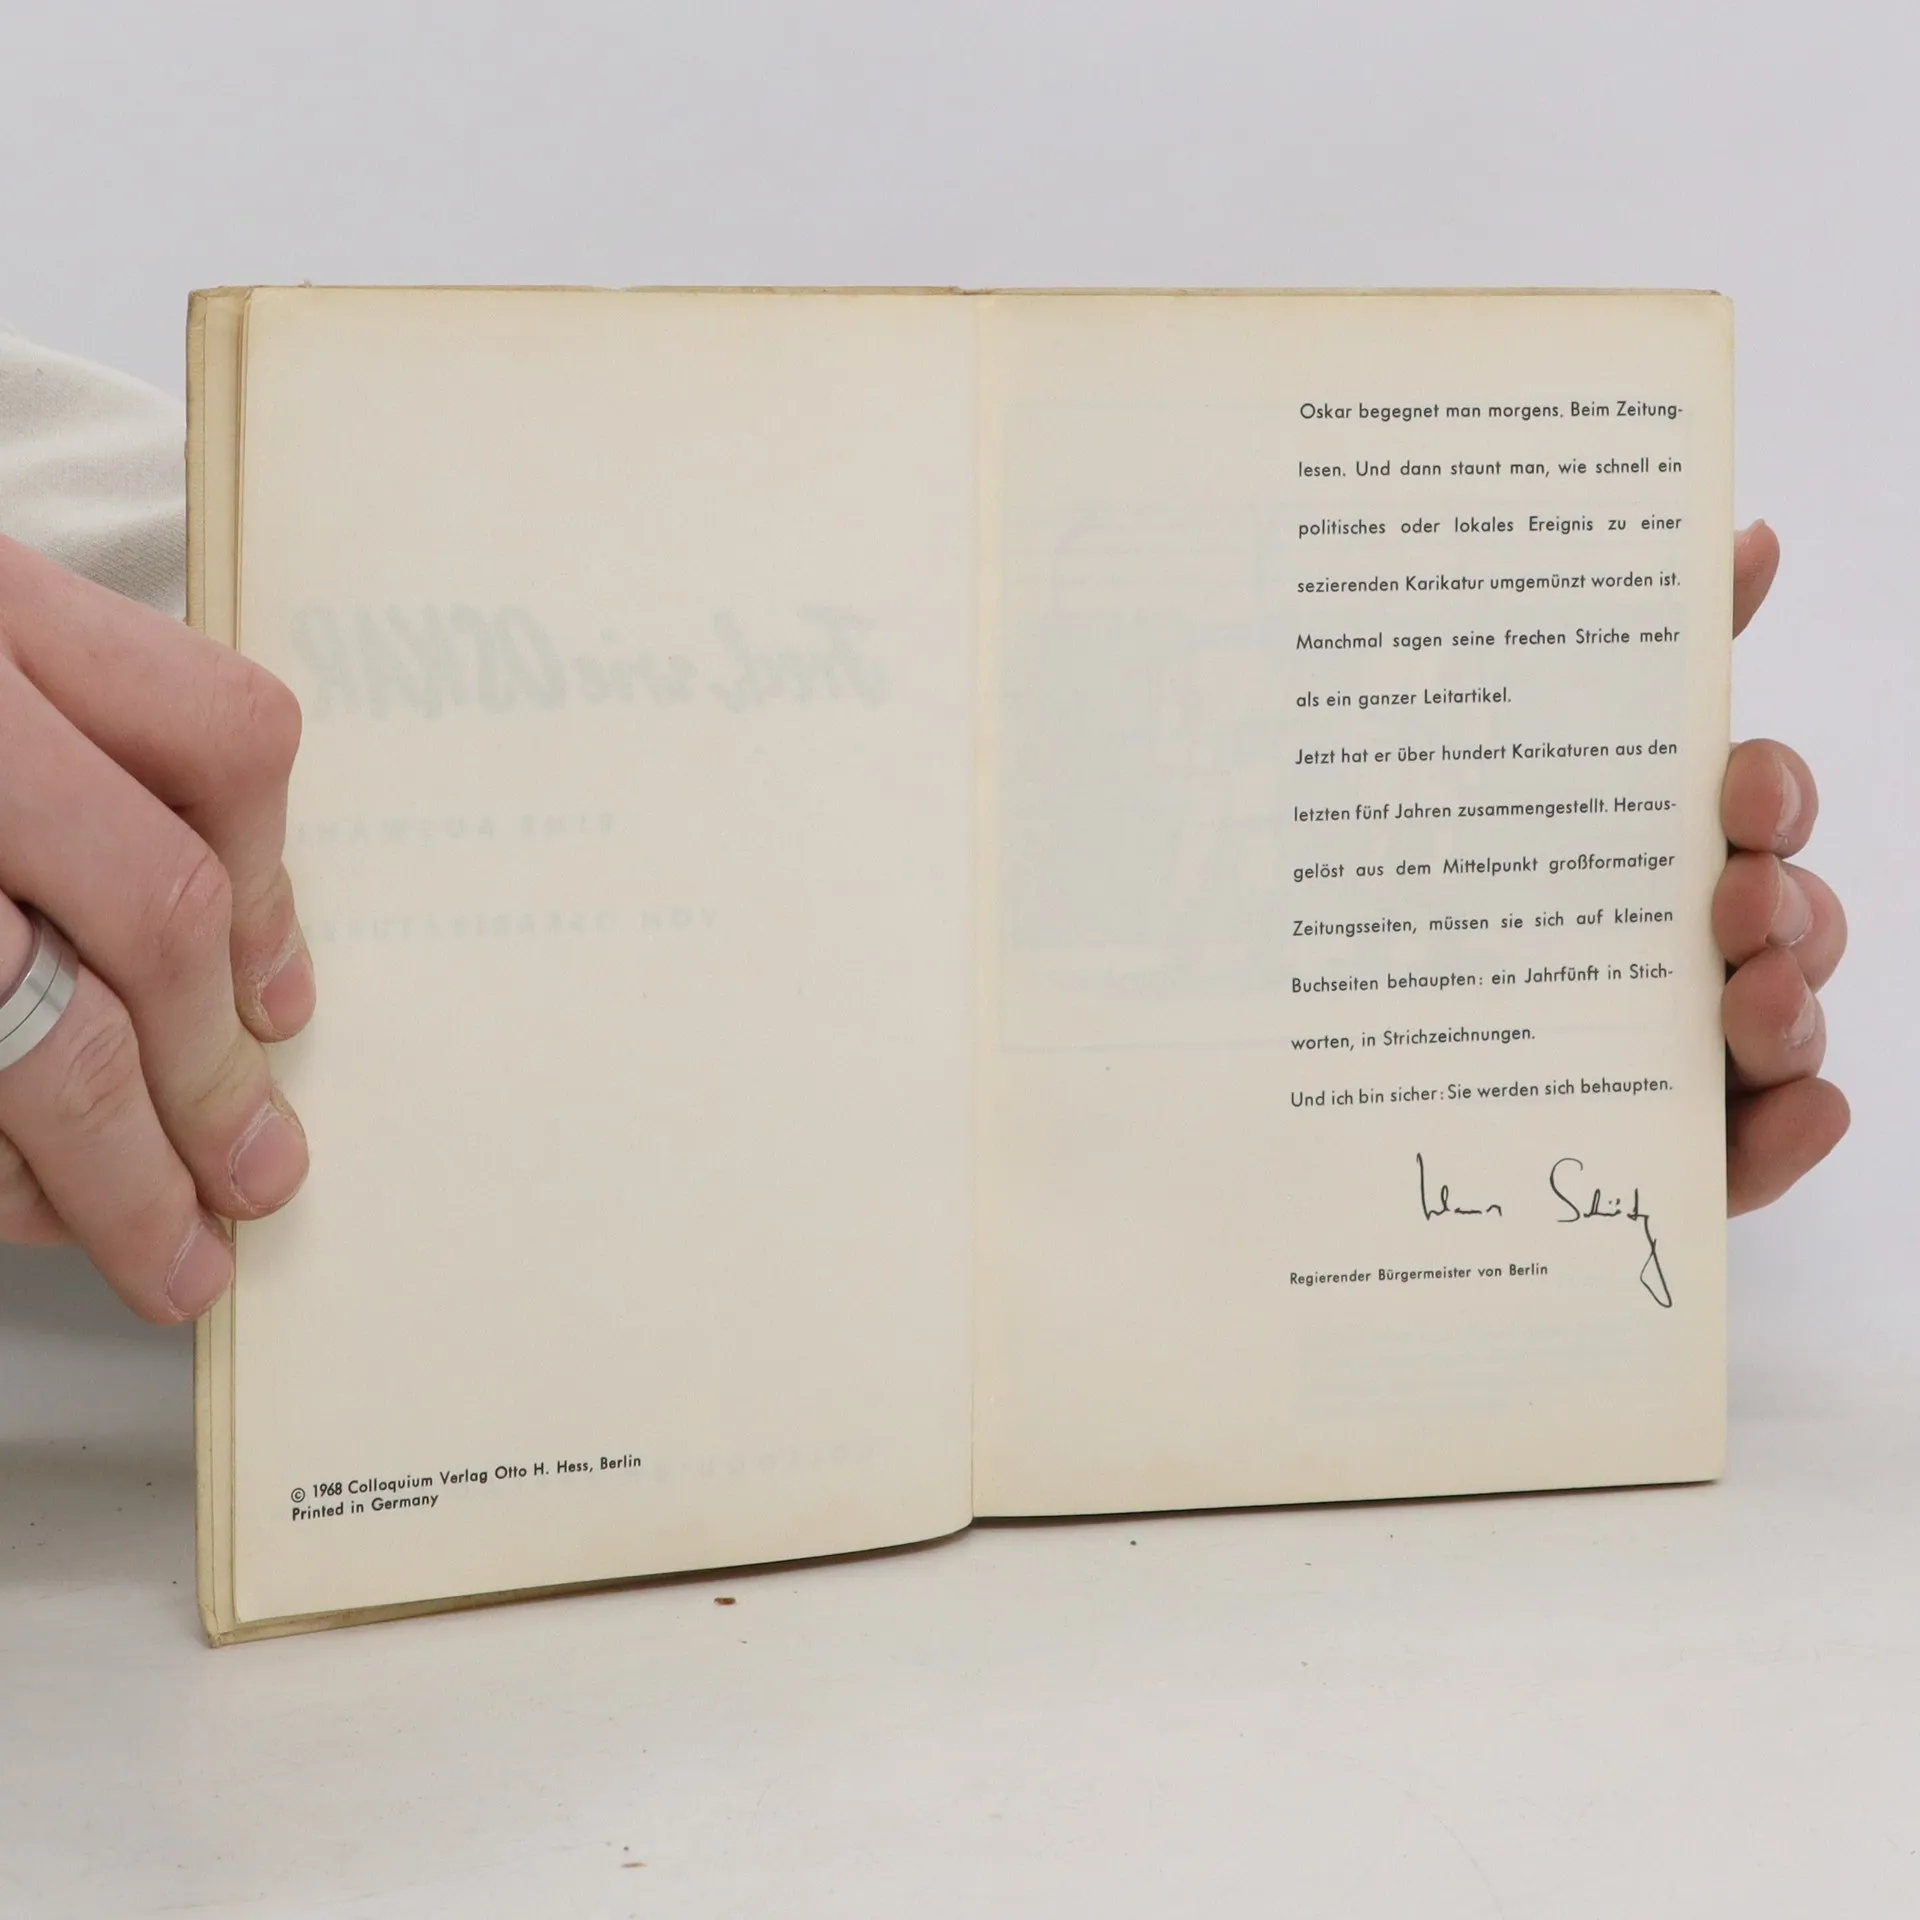 © 1968 Colloquium Verlag Otto H. Hess, Berlin
Printed in Germany
Oskar begegnet man morgens. Beim Zeitung-
lesen. Und dann staunt man, wie schnell ein
politisches oder lokales Ereignis zu einer
sezierenden Karikatur umgemünzt worden ist.
Manchmal sagen seine frechen Striche mehr
als ein ganzer Leitartikel.
Jetzt hat er über hundert Karikaturen aus den
letzten fünf Jahren zusammengestellt. Heraus-
gelöst aus dem Mittelpunkt großformatiger
Zeitungsseiten, müssen sie sich auf kleinen
Buchseiten behaupten: ein Jahrfünft in Stich-
worten, in Strichzeichnungen.
Und ich bin sicher: Sie werden sich behaupten.
Klaus Schütz
Regierender Bürgermeister von Berlin